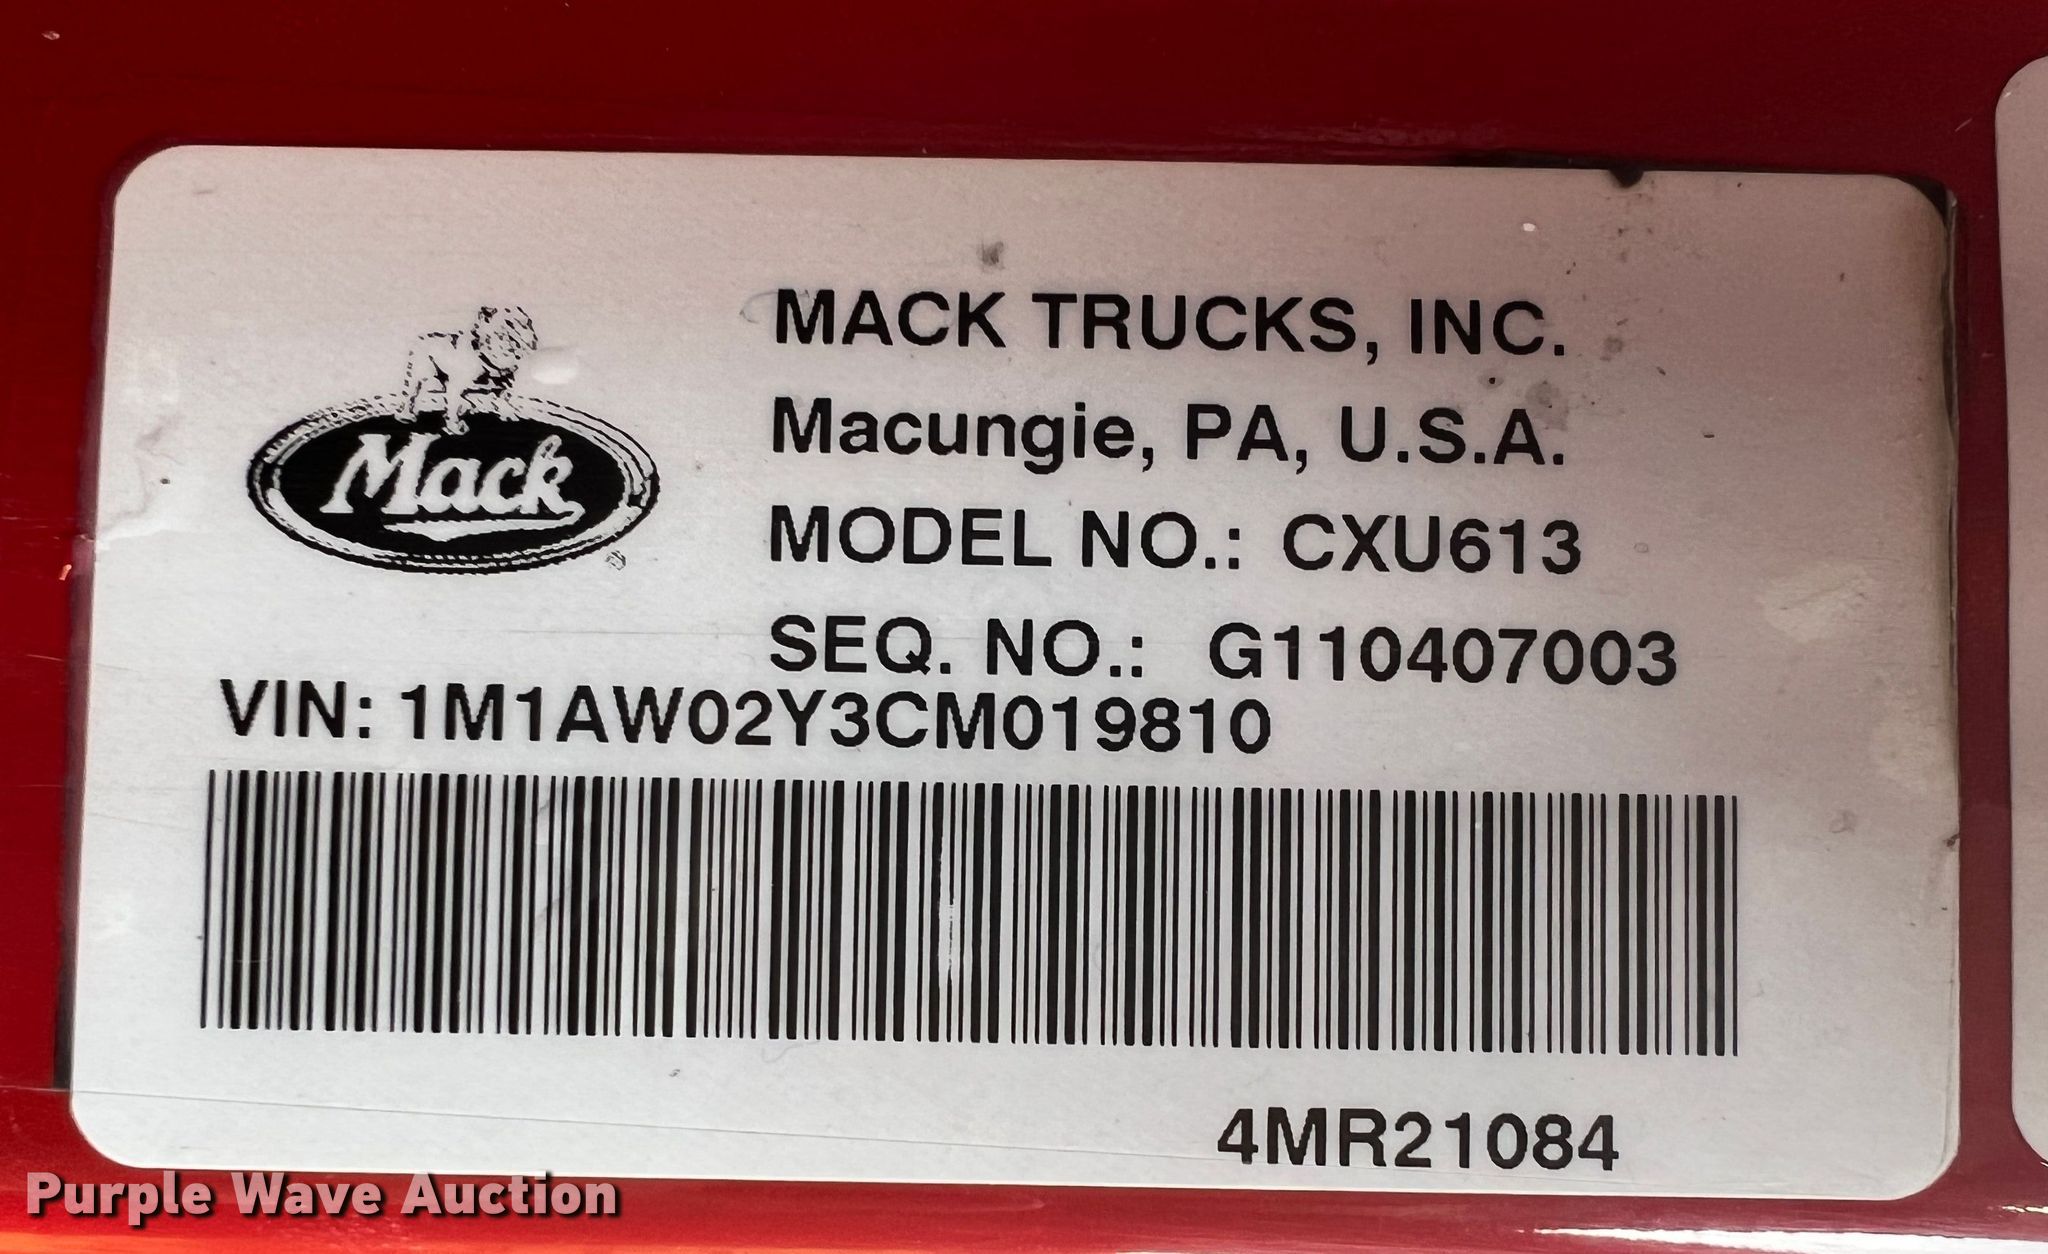 MACK TRUCKS, INC.
Macungie, PA, U.S.A.
Mack
MODEL NO.: CXU613
SEQ. NO.: G110407003
VIN: 1M1AW02Y3CM019810
4MR21084
Purple Wave Auction